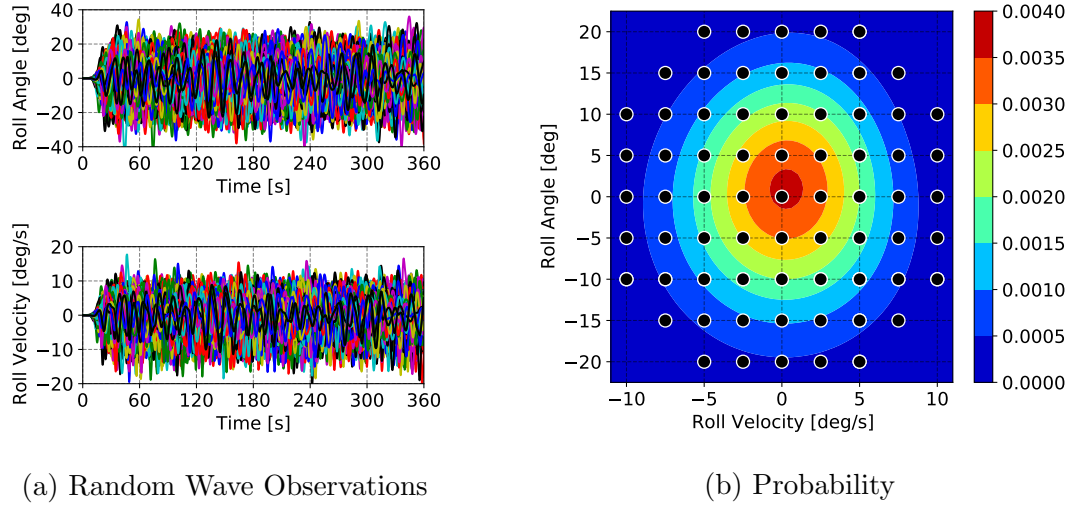 Roll Angle [deg]
40
20
0
−20
−40
0 60 120 180 240 300 360
Time [s]
Roll Velocity [deg/s]
20
10
0
−10
−20
0 60 120 180 240 300 360
Time [s]
(a) Random Wave Observations
Roll Angle [deg]
20
15
10
5
0
−5
−10
−15
−20
−10 −5 0 5 10
Roll Velocity [deg/s]
0.0040
0.0035
0.0030
0.0025
0.0020
0.0015
0.0010
0.0005
0.0000
(b) Probability